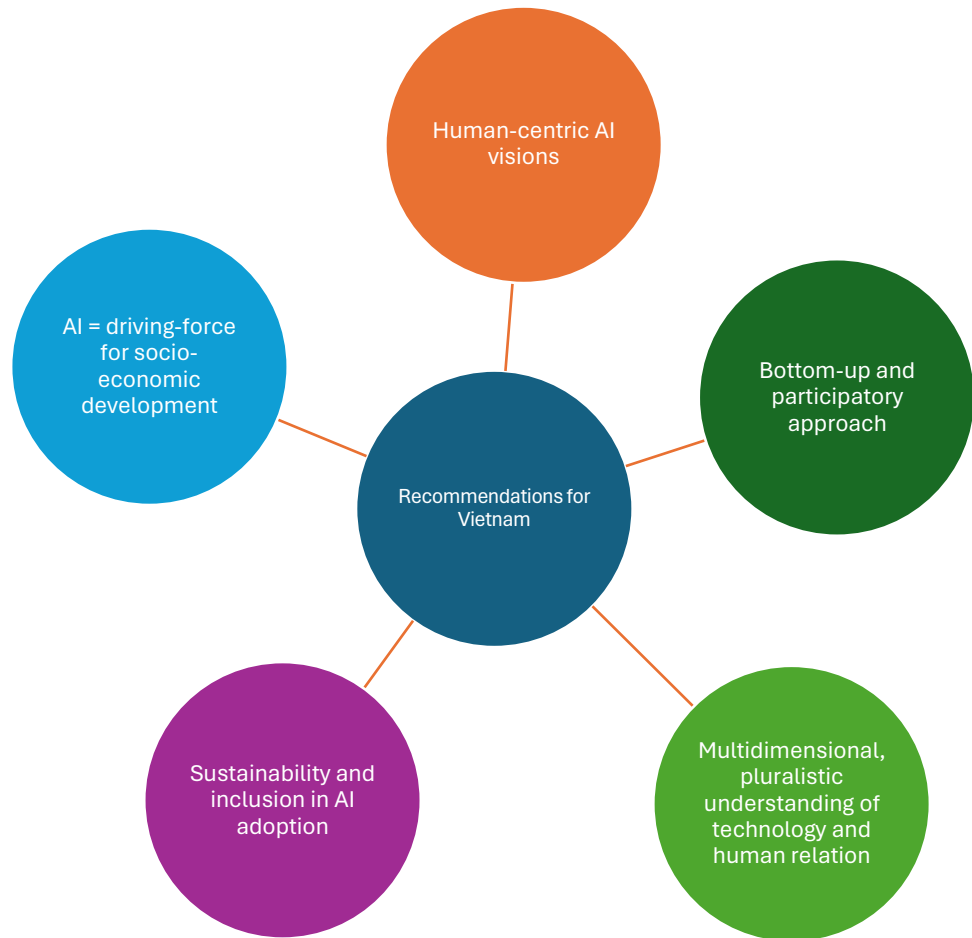 Human-centric AI
visions
AI = driving-force
for socio-
economic
development
Bottom-up and
participatory
approach
Recommendations for
Vietnam
Sustainability and
inclusion in AI
adoption
Multidimensional,
pluralistic
understanding of
technology and
human relation